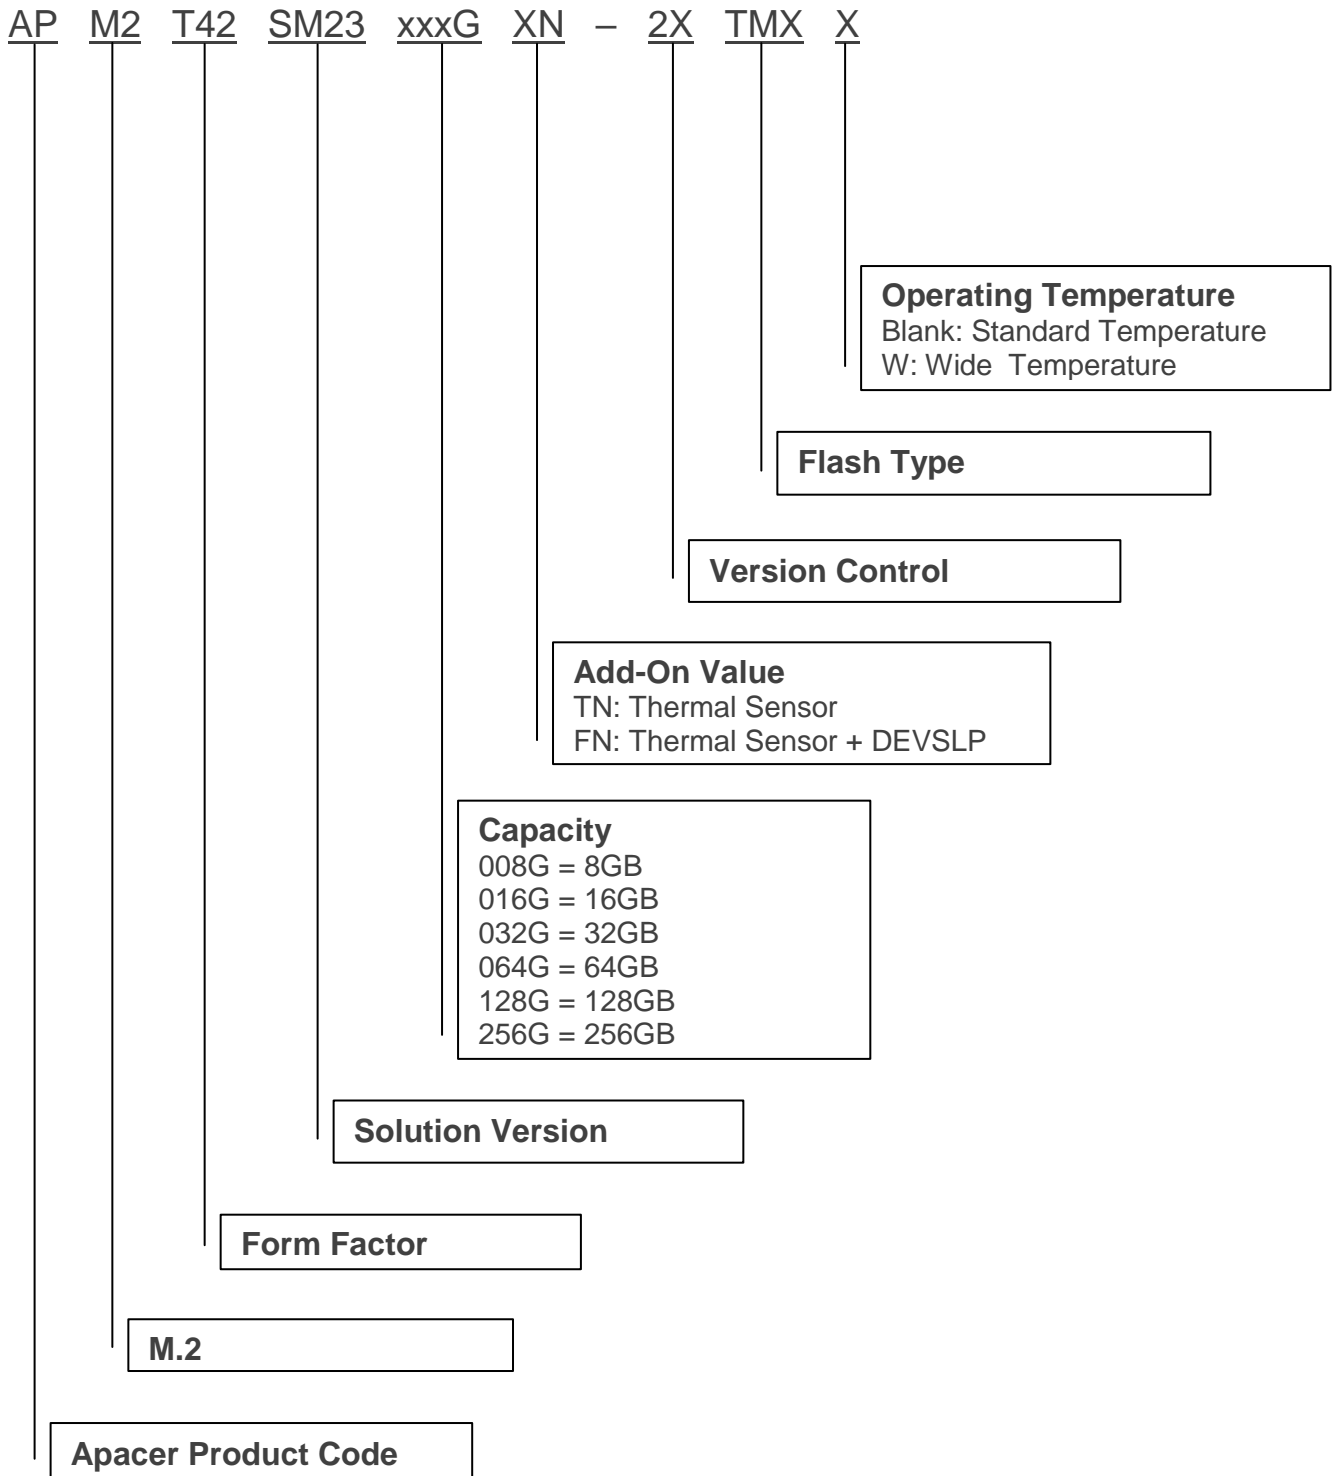 AP M2 T42 SM23 xxxG XN – 2X TMX X
Operating Temperature
Blank: Standard Temperature
W: Wide Temperature
Flash Type
Version Control
Add-On Value
TN: Thermal Sensor
FN: Thermal Sensor + DEVSLP
Capacity
008G = 8GB
016G = 16GB
032G = 32GB
064G = 64GB
128G = 128GB
256G = 256GB
Solution Version
Form Factor
M.2
Apacer Product Code